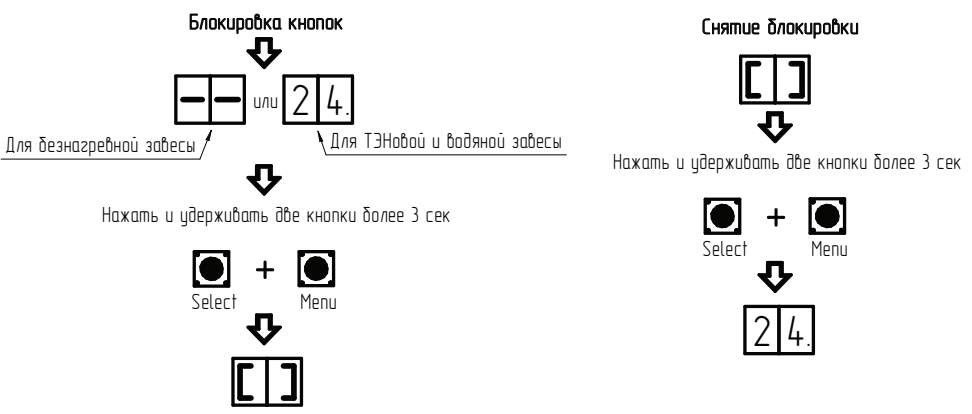 Блокировка кнопок
-- или 24.
Для безнагревной завесы
Для ТЭНовой и водяной завесы
Нажать и удерживать две кнопки более 3 сек
+
Select Menu
[ ]
Снятие блокировки
[ ]
Нажать и удерживать две кнопки более 3 сек
+
Select Menu
24.